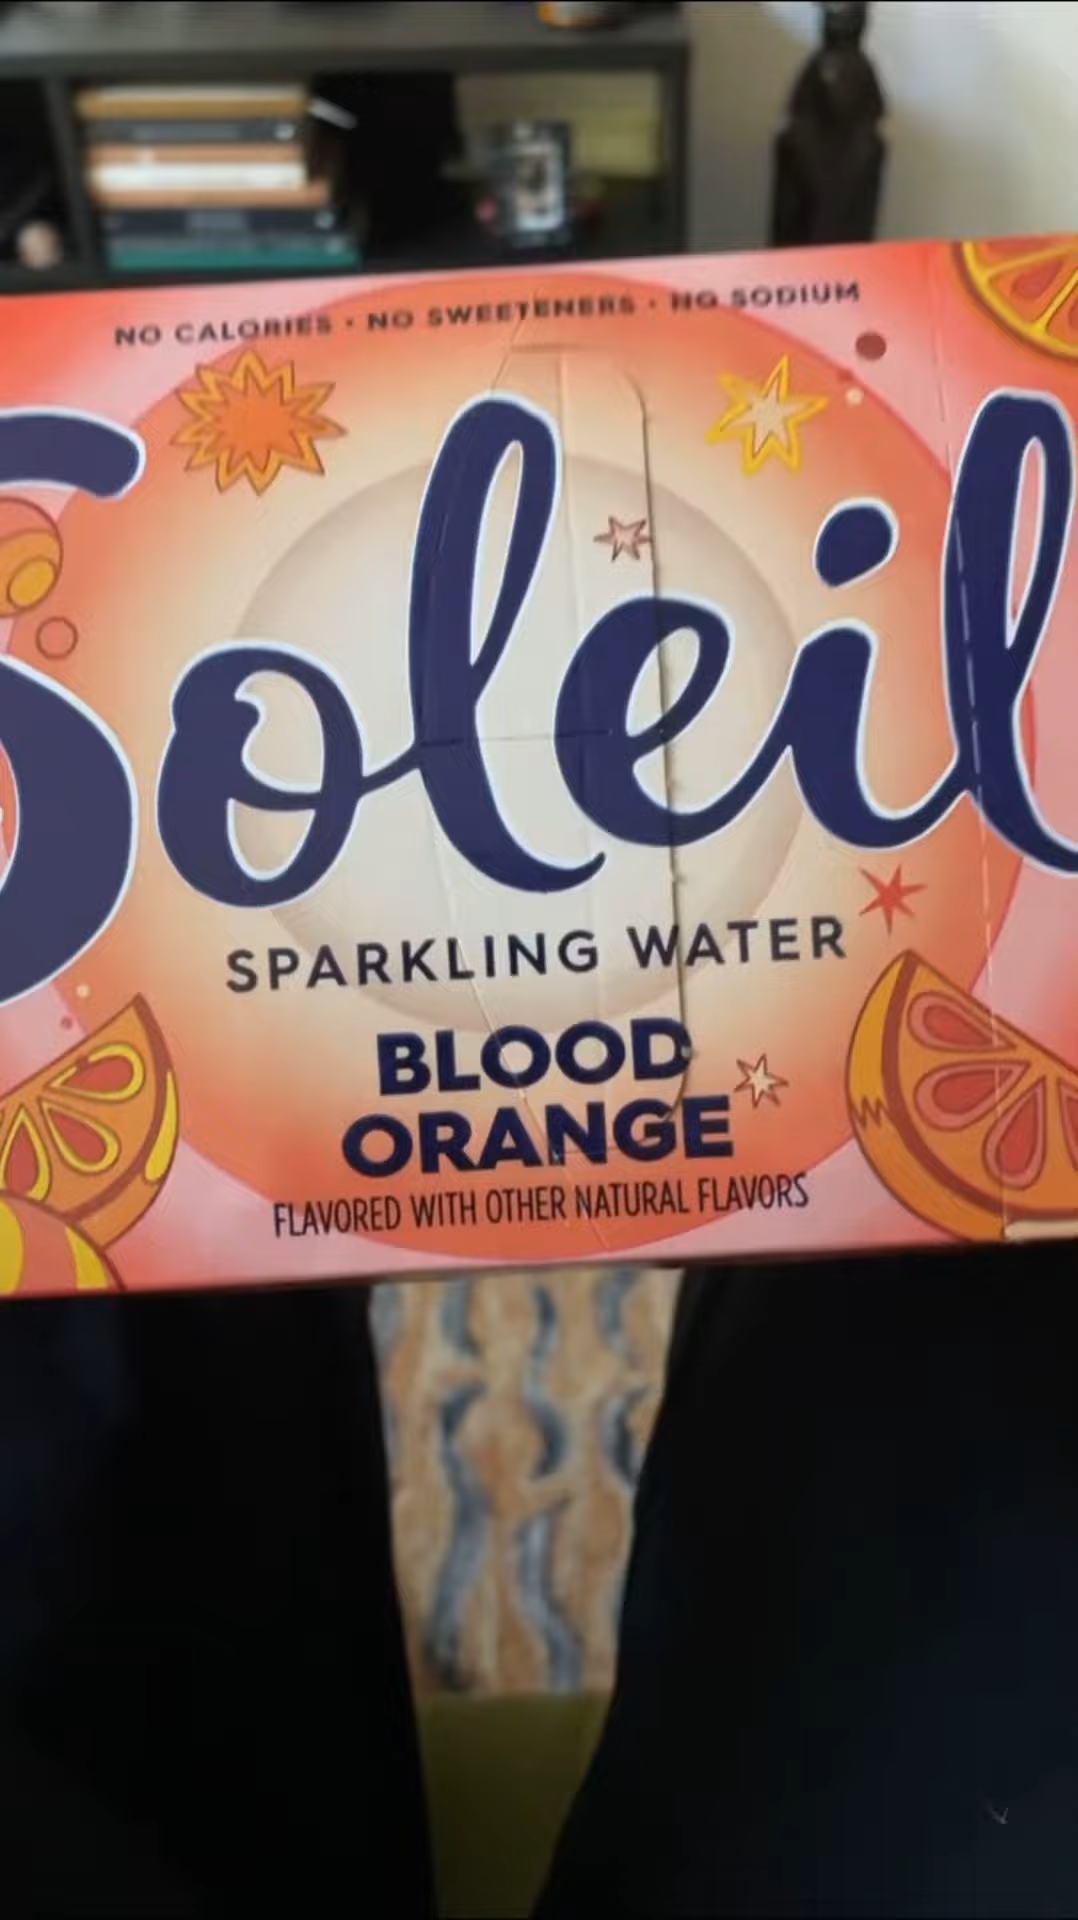 NO CALORIES · NO SWEETENERS · NO SODIUM
Soleil
SPARKLING WATER
BLOOD
ORANGE
FLAVORED WITH OTHER NATURAL FLAVORS